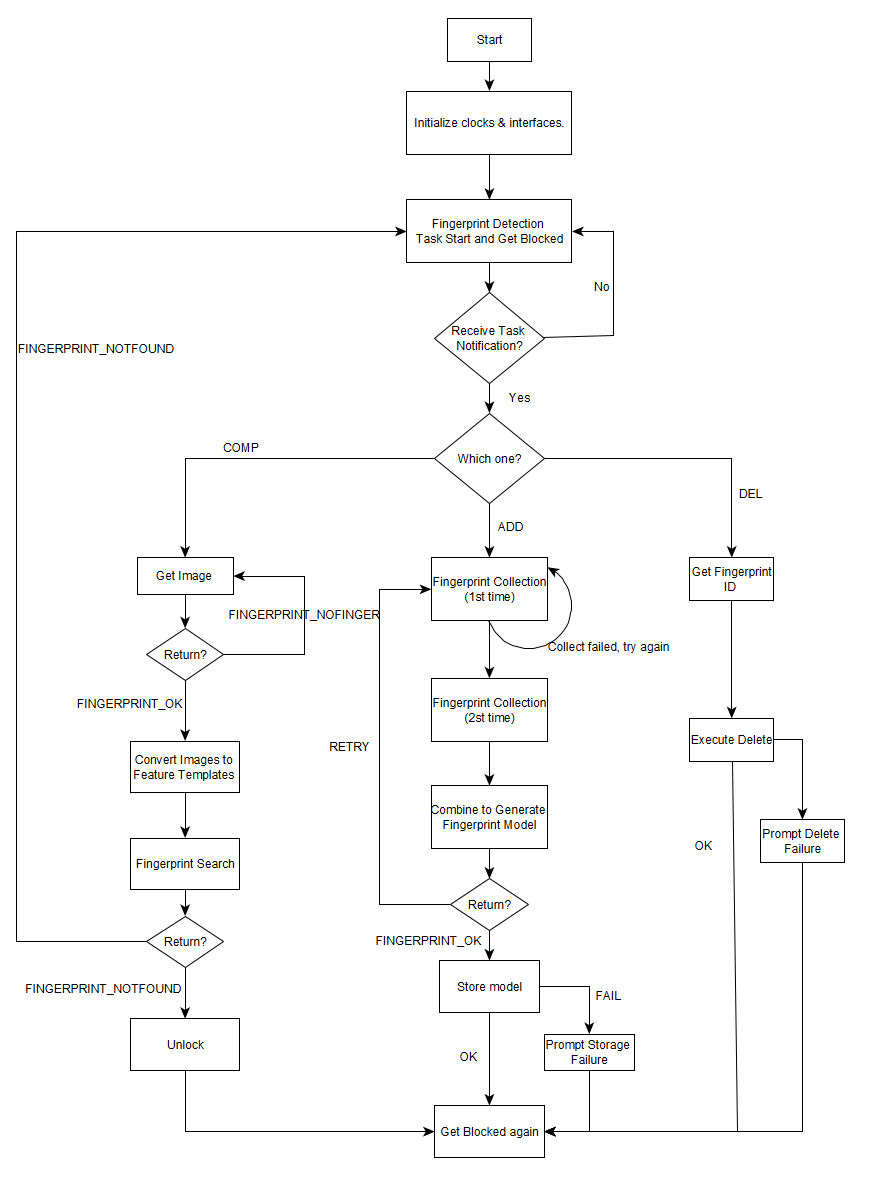 Start
Initialize clocks & interfaces.
Fingerprint Detection
Task Start and Get Blocked
No
Receive Task
Notification?
FINGERPRINT_NOTFOUND
Yes
COMP
Which one?
DEL
ADD
Get Image
Fingerprint Collection
(1st time)
Get Fingerprint
ID
FINGERPRINT_NOFINGER
Return?
Collect failed, try again
FINGERPRINT_OK
Fingerprint Collection
(2st time)
Execute Delete
RETRY
Convert Images to
Feature Templates
Combine to Generate
Fingerprint Model
Prompt Delete
Failure
OK
Fingerprint Search
Return?
Return?
FINGERPRINT_OK
FINGERPRINT_NOTFOUND
Store model
FAIL
Unlock
Prompt Storage
Failure
OK
Get Blocked again